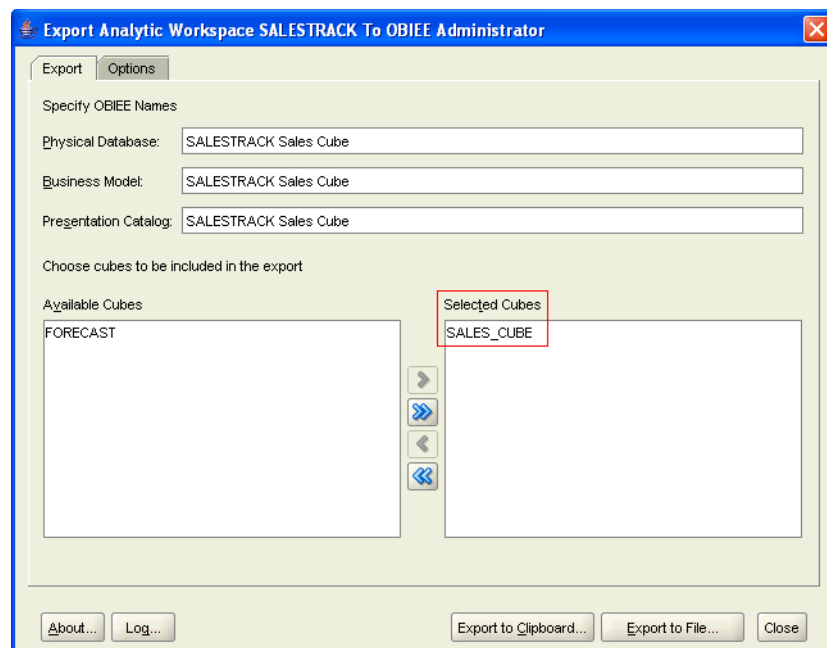 Export Analytic Workspace SALESTRACK To OBIEE Administrator
Export Options
Specify OBIEE Names
Physical Database: SALESTRACK Sales Cube
Business Model: SALESTRACK Sales Cube
Presentation Catalog: SALESTRACK Sales Cube
Choose cubes to be included in the export
Available Cubes Selected Cubes
FORECAST SALES_CUBE
About... Log... Export to Clipboard... Export to File... Close